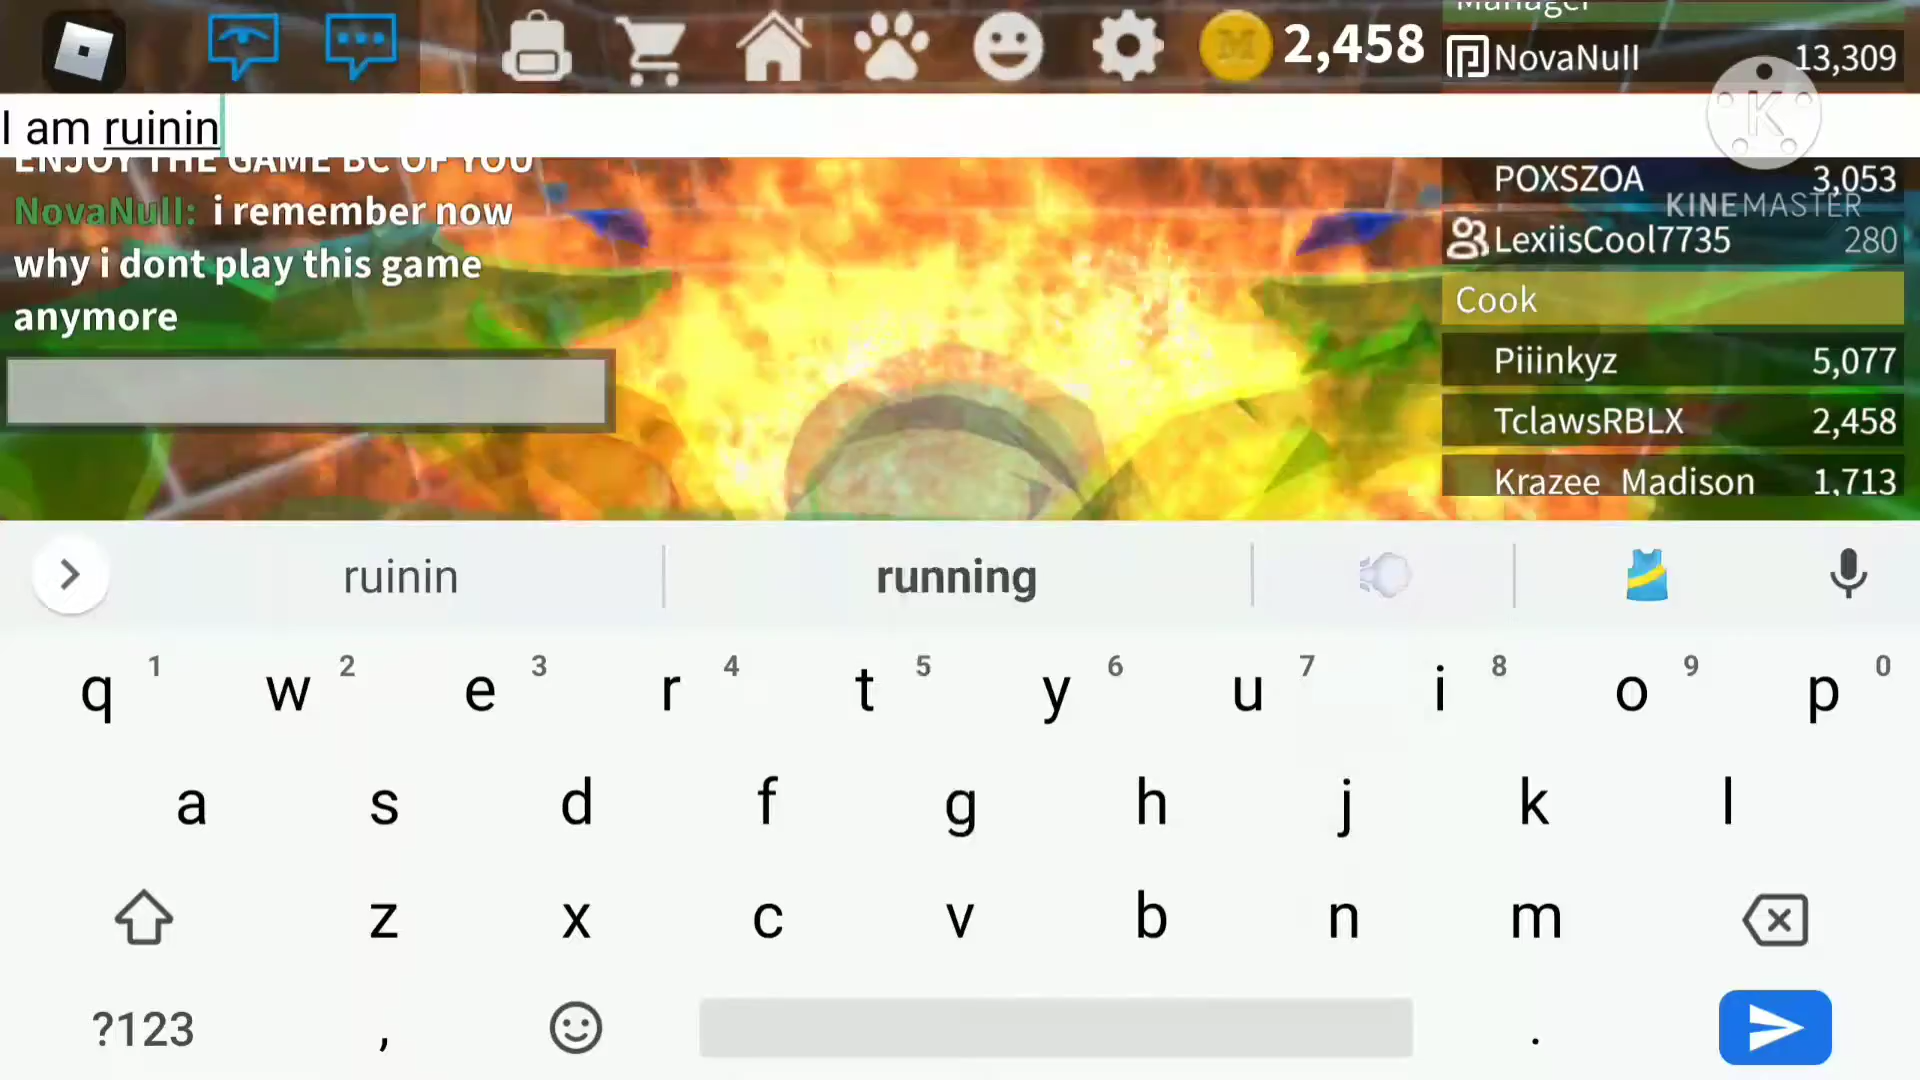 Manager
2,458
NovaNull 13,309
I am ruinin
ENJOY THE GAME BC OF YOU
NovaNull: i remember now
why i dont play this game
anymore
POXSZOA 3,053
KINEMASTER
LexiisCool7735 280
Cook
Piiinkyz 5,077
TclawsRBLX 2,458
Krazee_Madison 1,713
ruinin running
q 1 w 2 e 3 r 4 t 5 y 6 u 7 i 8 o 9 p 0
a s d f g h j k l
z x c v b n m
?123 , .